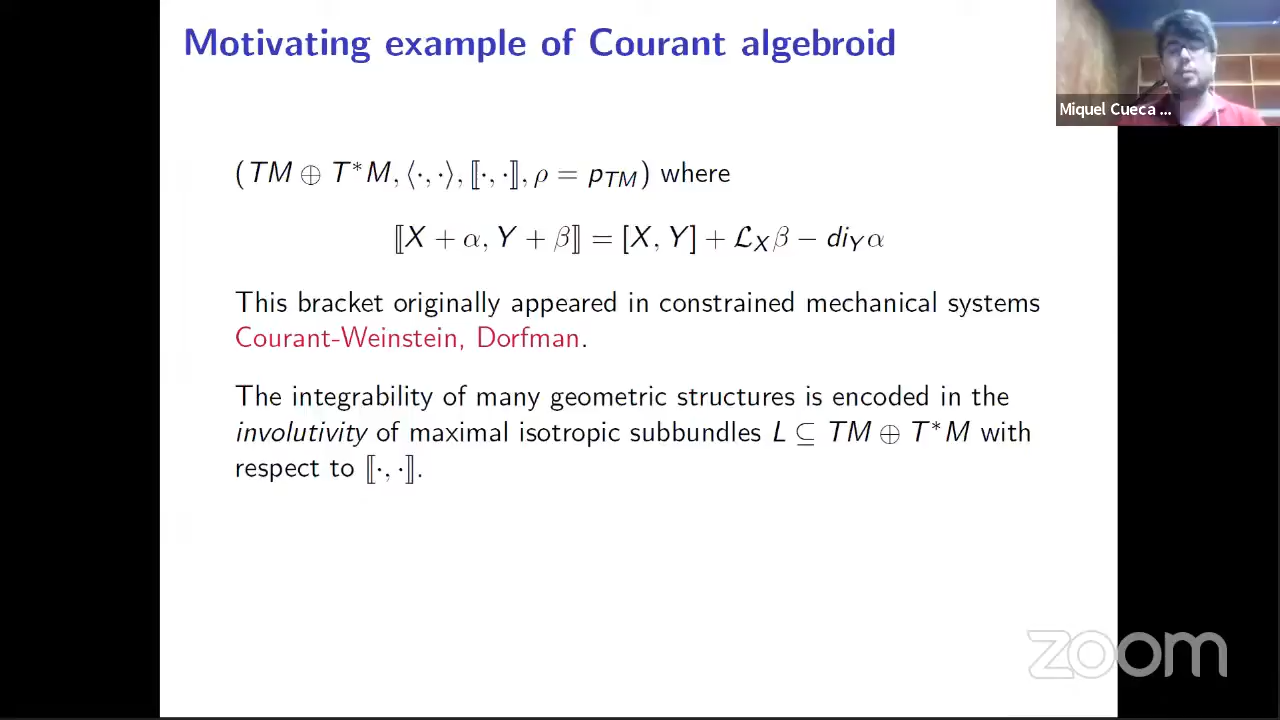 Motivating example of Courant algebroid
Miquel Cueca ...
(TM ⊕ T*M, ⟨·, ·⟩, ⟦·, ·⟧, ρ = p_{TM}) where
⟦X + α, Y + β⟧ = [X, Y] + ℒ_X β − di_Y α
This bracket originally appeared in constrained mechanical systems
Courant-Weinstein, Dorfman.
The integrability of many geometric structures is encoded in the
involutivity of maximal isotropic subbundles L ⊆ TM ⊕ T*M with
respect to ⟦·, ·⟧.
zoom